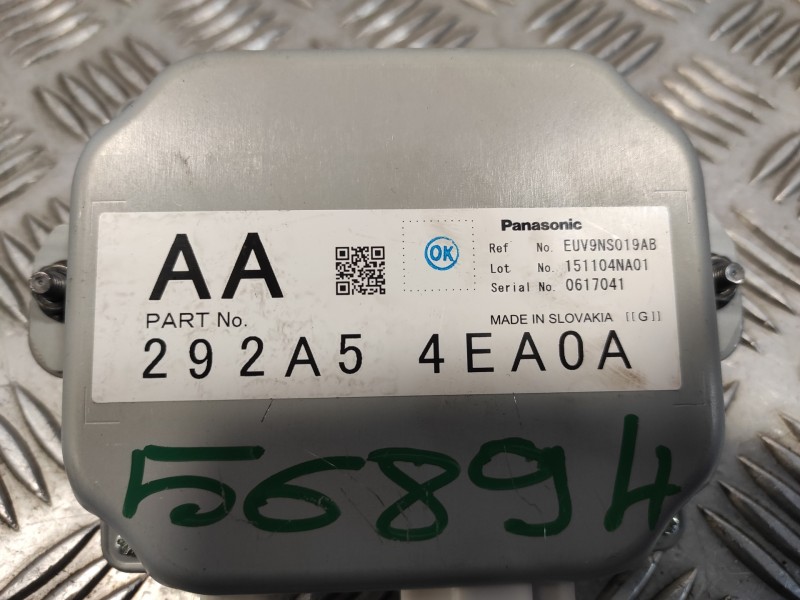 AA
OK
Panasonic
Ref No. EUV9NS019AB
Lot No. 151104NA01
Serial No. 0617041
PART No.
MADE IN SLOVAKIA [[G]]
292A5 4EA0A
56894